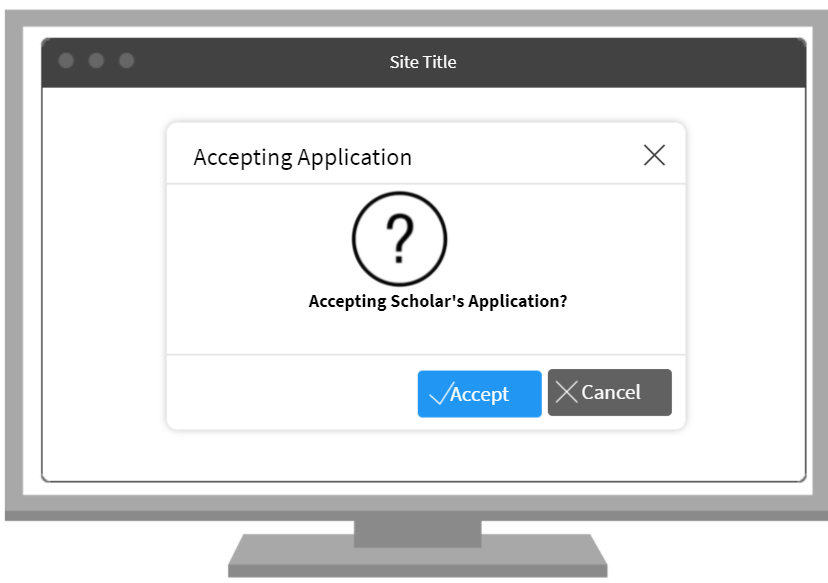 Site Title
Accepting Application
?
Accepting Scholar's Application?
Accept
Cancel